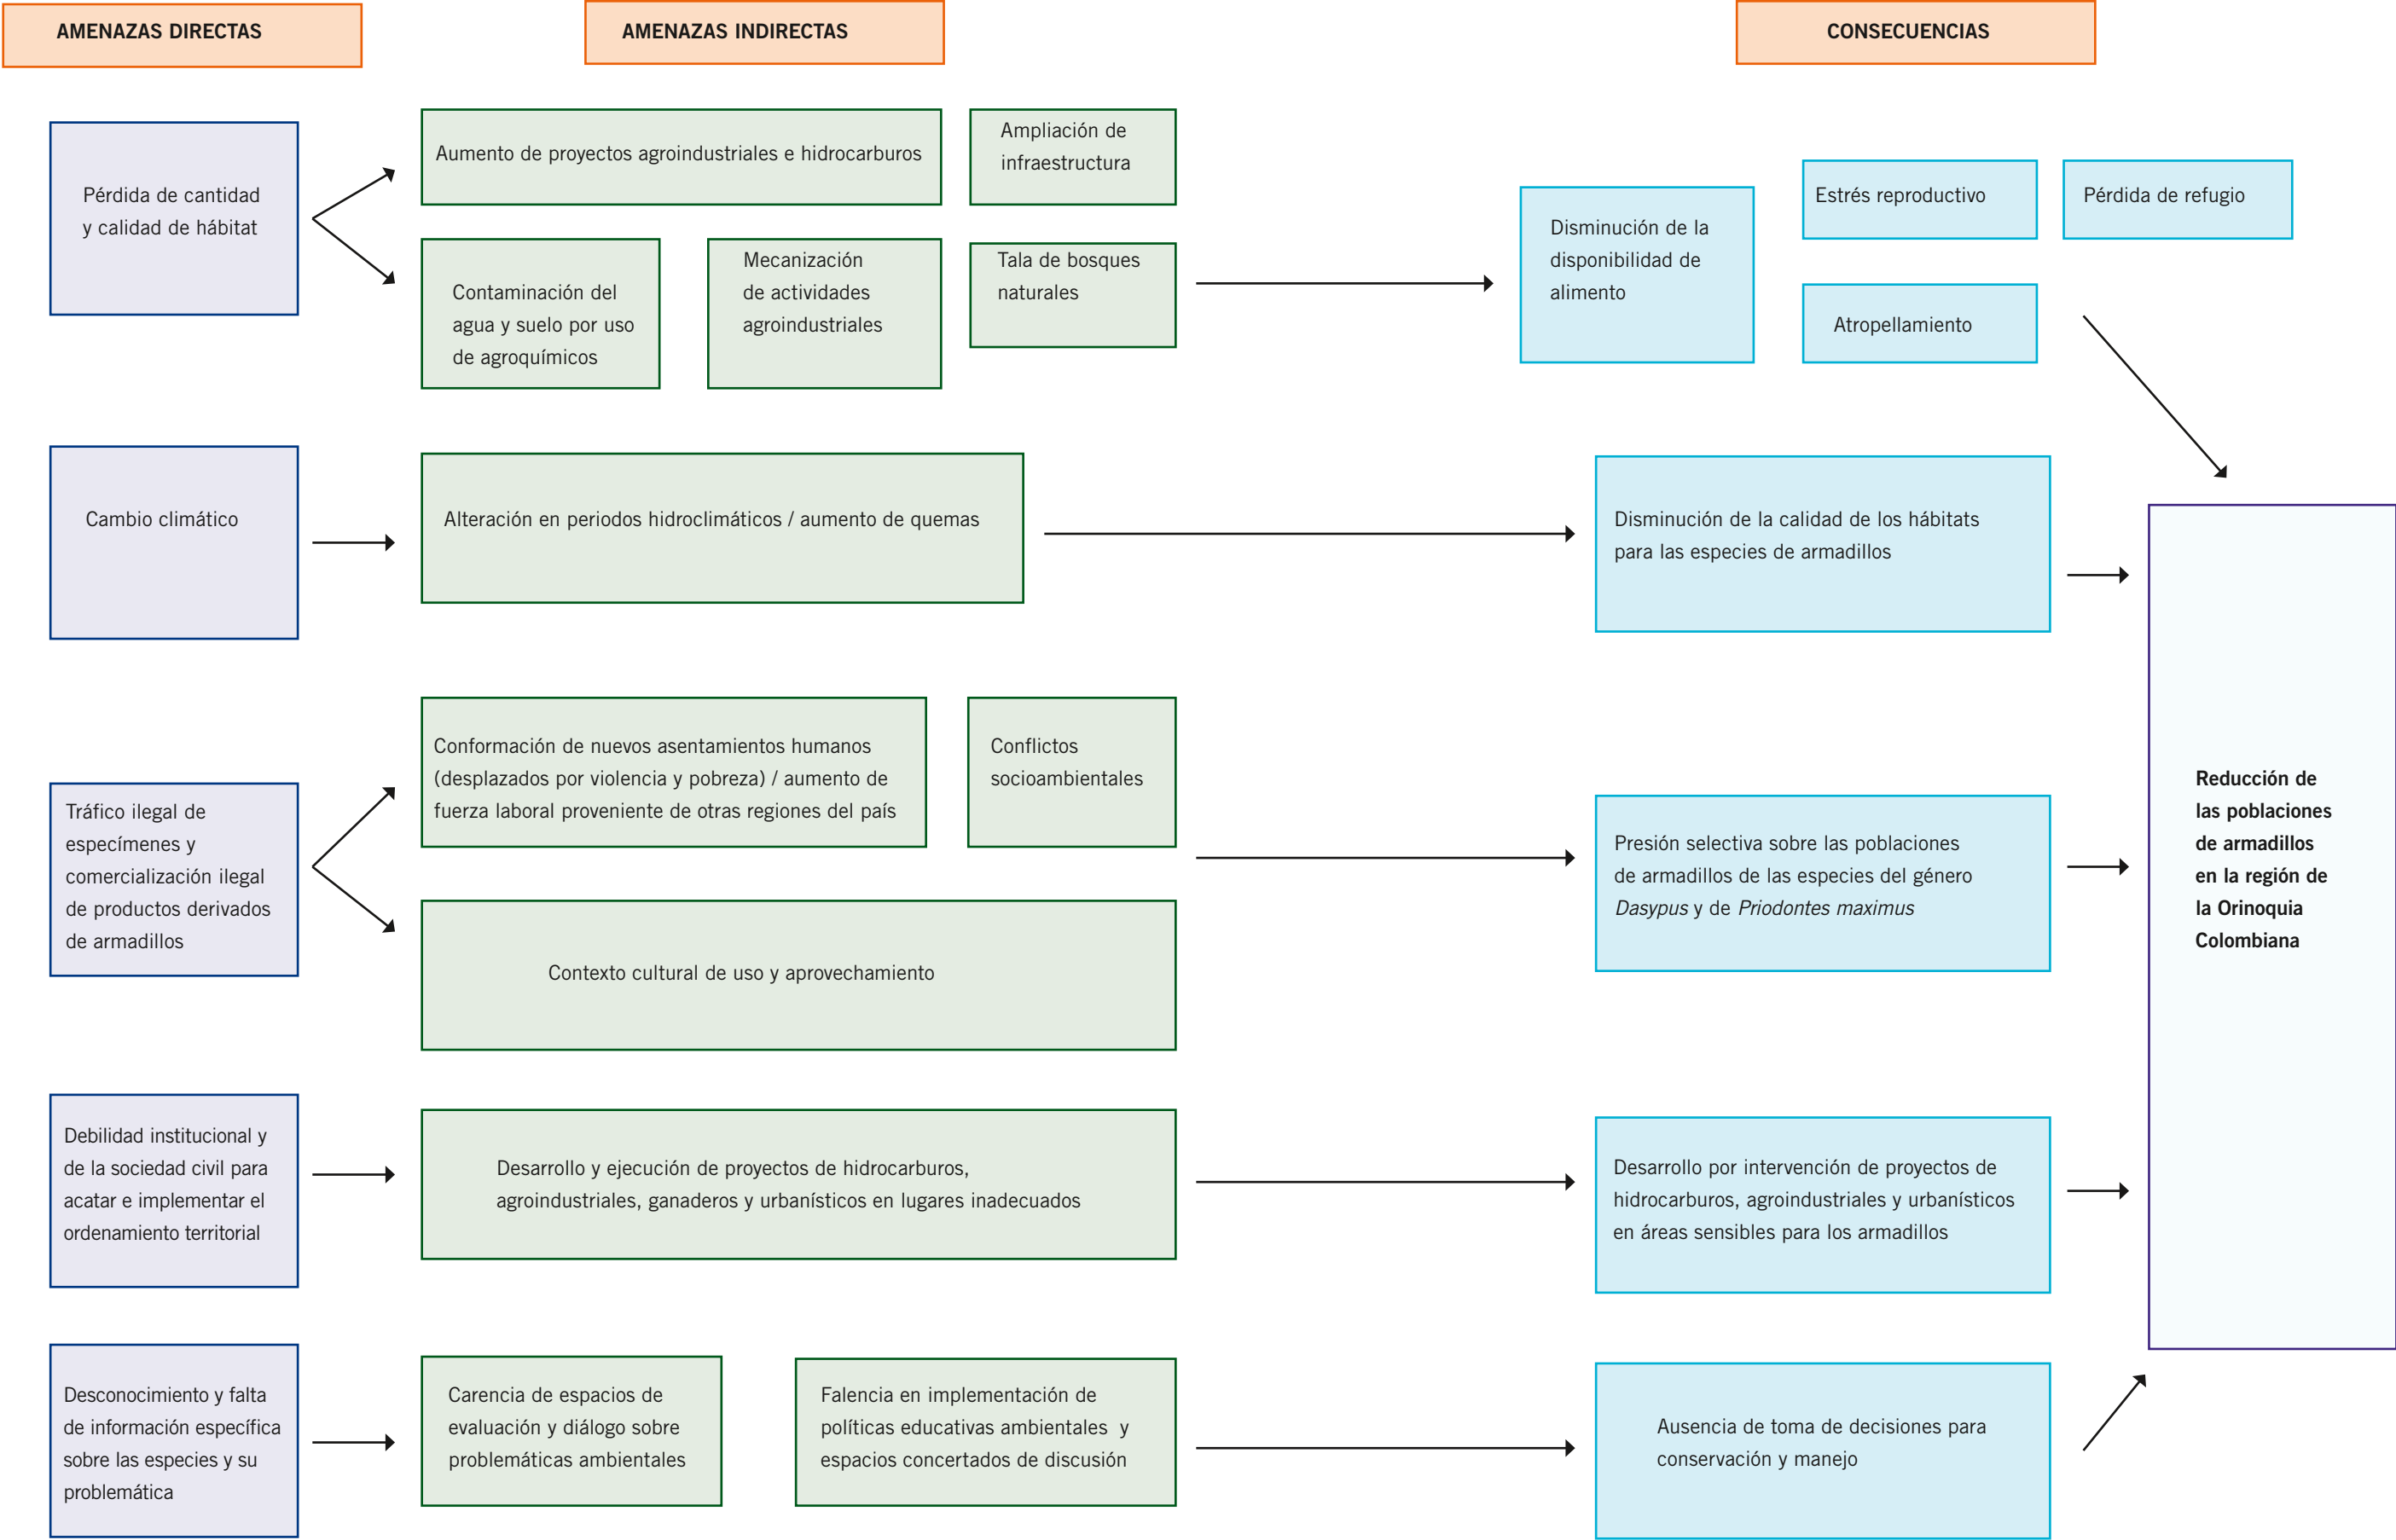 AMENAZAS DIRECTAS
AMENAZAS INDIRECTAS
CONSECUENCIAS
Pérdida de cantidad
y calidad de hábitat
Aumento de proyectos agroindustriales e hidrocarburos
Ampliación de
infraestructura
Contaminación del
agua y suelo por uso
de agroquímicos
Mecanización
de actividades
agroindustriales
Tala de bosques
naturales
Disminución de la
disponibilidad de
alimento
Estrés reproductivo
Pérdida de refugio
Atropellamiento
Cambio climático
Alteración en periodos hidroclimáticos / aumento de quemas
Disminución de la calidad de los hábitats
para las especies de armadillos
Tráfico ilegal de
especímenes y
comercialización ilegal
de productos derivados
de armadillos
Conformación de nuevos asentamientos humanos
(desplazados por violencia y pobreza) / aumento de
fuerza laboral proveniente de otras regiones del país
Conflictos
socioambientales
Contexto cultural de uso y aprovechamiento
Presión selectiva sobre las poblaciones
de armadillos de las especies del género
Dasypus y de Priodontes maximus
Reducción de
las poblaciones
de armadillos
en la región de
la Orinoquia
Colombiana
Debilidad institucional y
de la sociedad civil para
acatar e implementar el
ordenamiento territorial
Desarrollo y ejecución de proyectos de hidrocarburos,
agroindustriales, ganaderos y urbanísticos en lugares inadecuados
Desarrollo por intervención de proyectos de
hidrocarburos, agroindustriales y urbanísticos
en áreas sensibles para los armadillos
Desconocimiento y falta
de información específica
sobre las especies y su
problemática
Carencia de espacios de
evaluación y diálogo sobre
problemáticas ambientales
Falencia en implementación de
políticas educativas ambientales  y
espacios concertados de discusión
Ausencia de toma de decisiones para
conservación y manejo